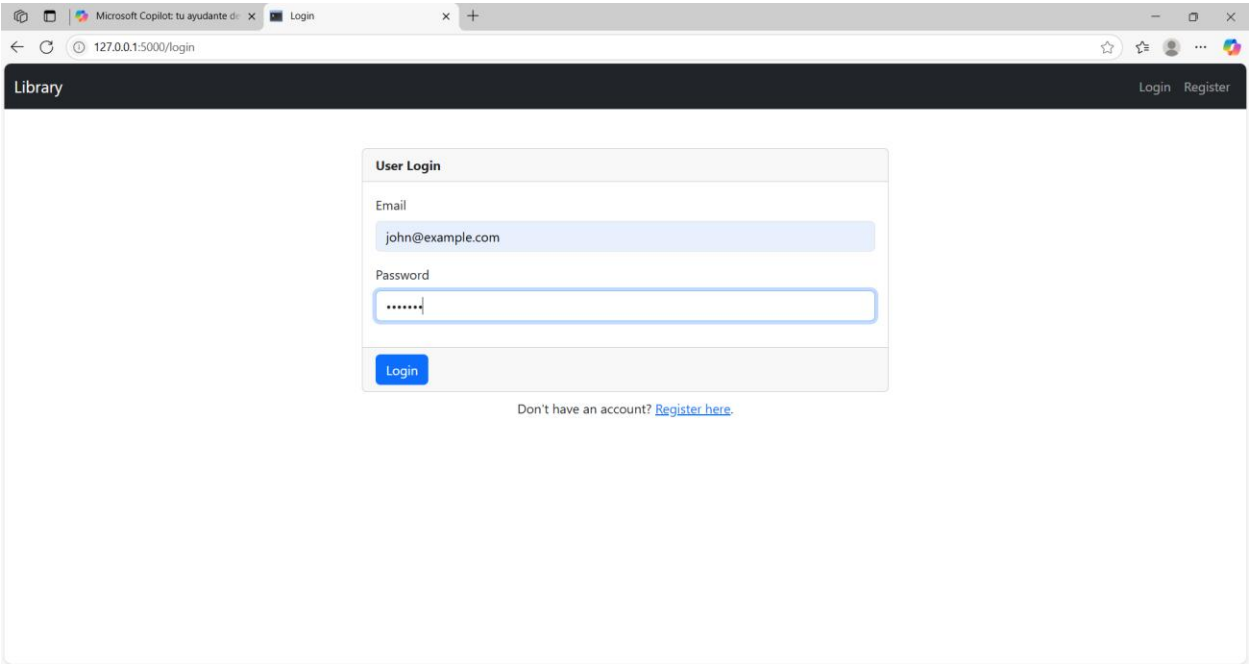 Microsoft Copilot: tu ayudante de
Login
127.0.0.1:5000/login
Library
Login Register
User Login
Email
john@example.com
Password
•••••••
Login
Don't have an account? Register here.